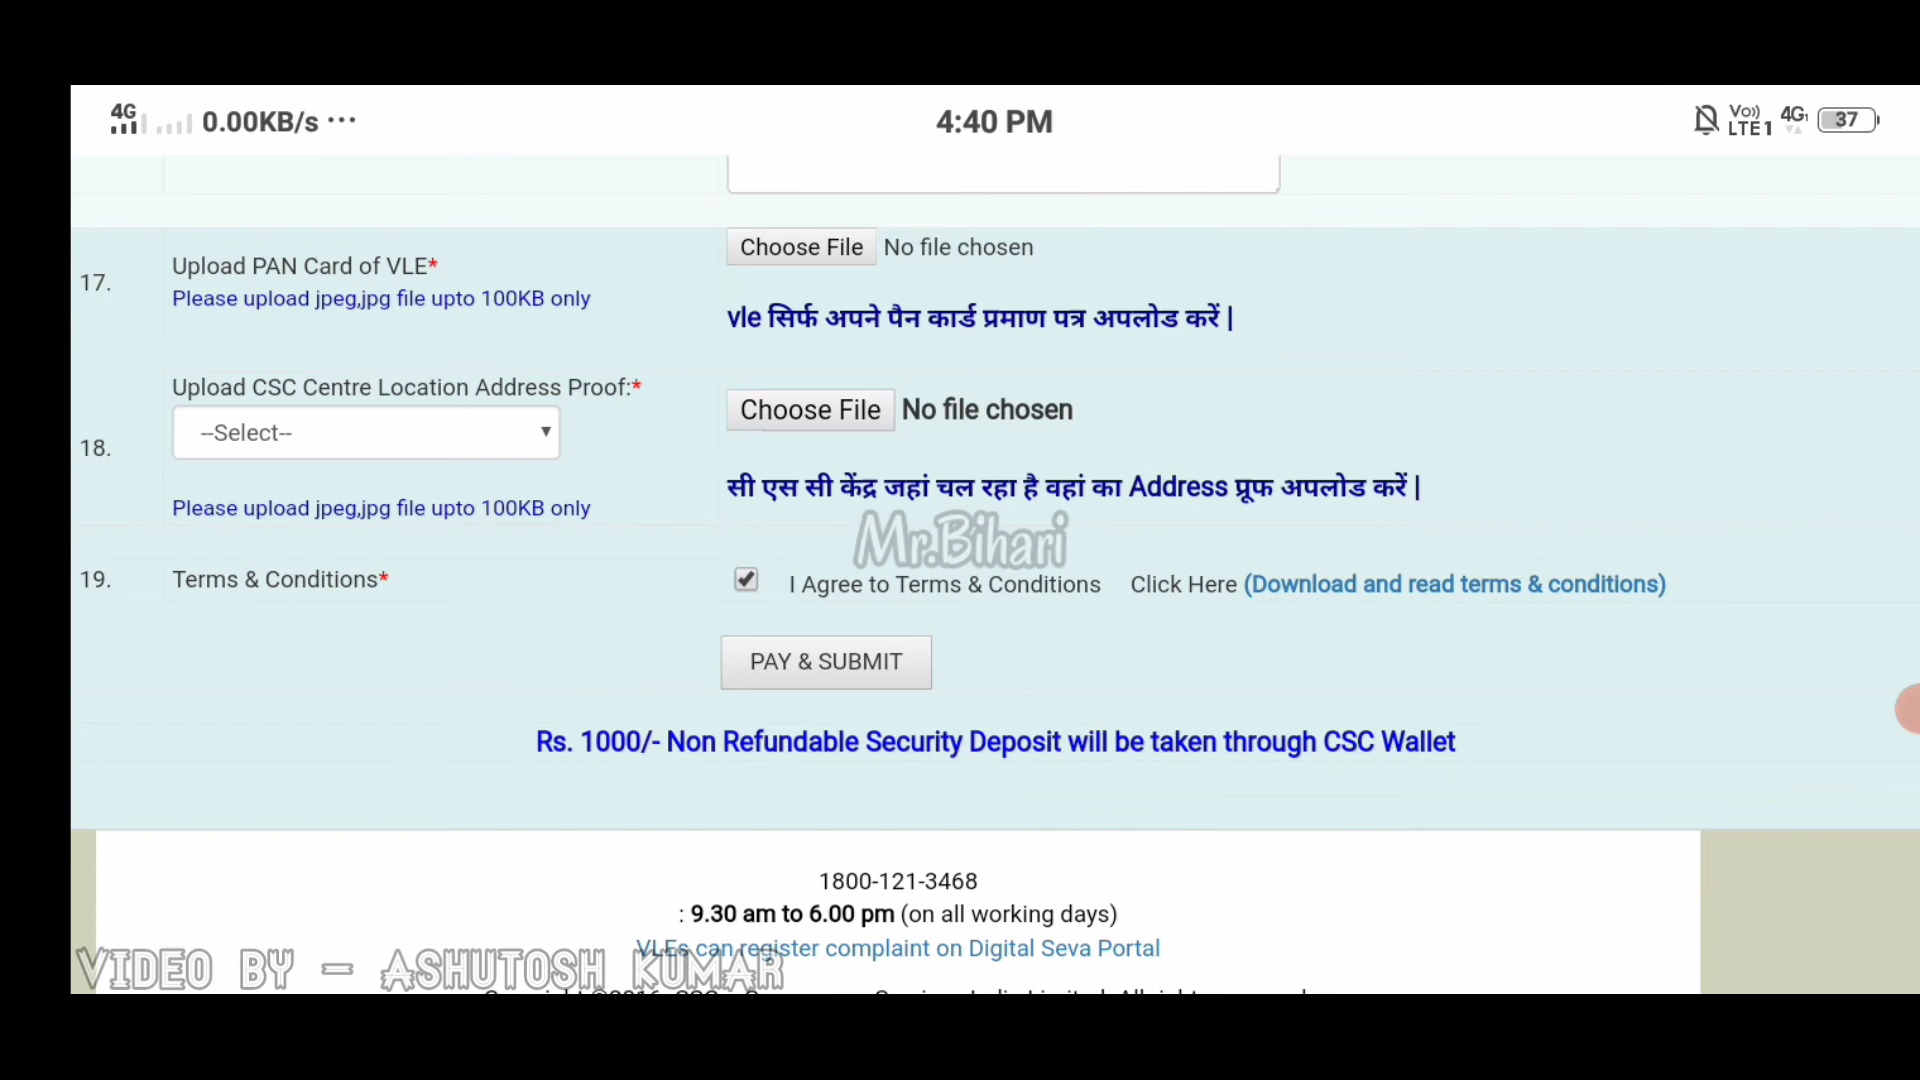 4G 0.00KB/s ... 4:40 PM Vo)) LTE1 4G 37
Choose File No file chosen
17. Upload PAN Card of VLE*
Please upload jpeg,jpg file upto 100KB only
vle सिर्फ अपने पैन कार्ड प्रमाण पत्र अपलोड करें |
Upload CSC Centre Location Address Proof:*
Choose File No file chosen
--Select--
18.
सी एस सी केंद्र जहां चल रहा है वहां का Address प्रूफ अपलोड करें |
Please upload jpeg,jpg file upto 100KB only
Mr.Bihari
19. Terms & Conditions* I Agree to Terms & Conditions Click Here (Download and read terms & conditions)
PAY & SUBMIT
Rs. 1000/- Non Refundable Security Deposit will be taken through CSC Wallet
1800-121-3468
: 9.30 am to 6.00 pm (on all working days)
VLEs can register complaint on Digital Seva Portal
VIDEO BY - ASHUTOSH KUMAR